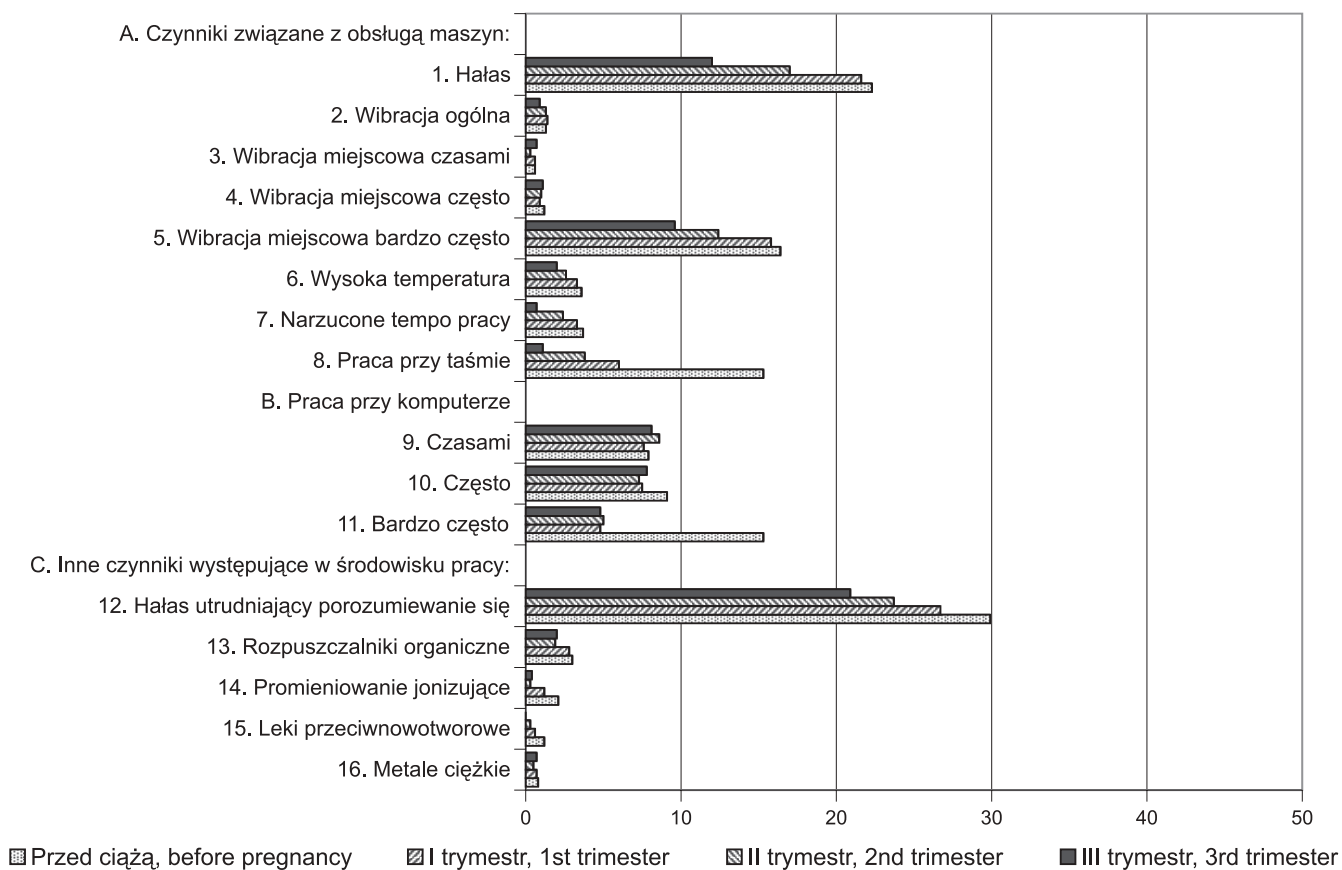 A. Czynniki związane z obsługą maszyn:
1. Hałas
2. Wibracja ogólna
3. Wibracja miejscowa czasami
4. Wibracja miejscowa często
5. Wibracja miejscowa bardzo często
6. Wysoka temperatura
7. Narzucone tempo pracy
8. Praca przy taśmie
B. Praca przy komputerze
9. Czasami
10. Często
11. Bardzo często
C. Inne czynniki występujące w środowisku pracy:
12. Hałas utrudniający porozumiewanie się
13. Rozpuszczalniki organiczne
14. Promieniowanie jonizujące
15. Leki przeciwnowotworowe
16. Metale ciężkie
0 10 20 30 40 50
Przed ciążą, before pregnancy I trymestr, 1st trimester II trymestr, 2nd trimester III trymestr, 3rd trimester